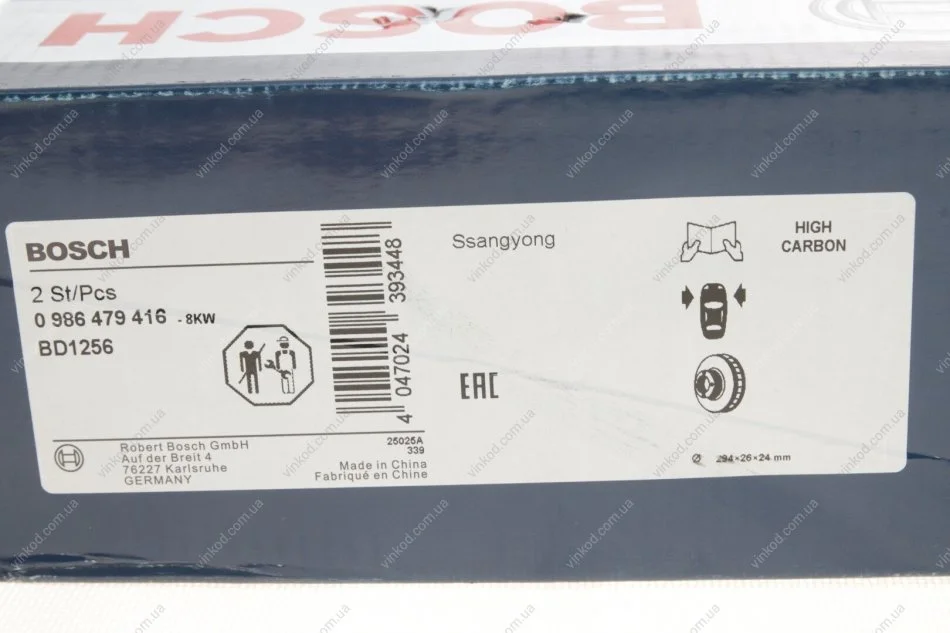 BOSCH
BOSCH
2 St/Pcs
0 986 479 416 - 8KW
BD1256
4 047024 393448
Ssangyong
HIGH
CARBON
EAC
Ø 294×26×24 mm
Robert Bosch GmbH
Auf der Breit 4
76227 Karlsruhe
GERMANY
25025A
339
Made in China
Fabriqué en Chine
vinkod.com.ua